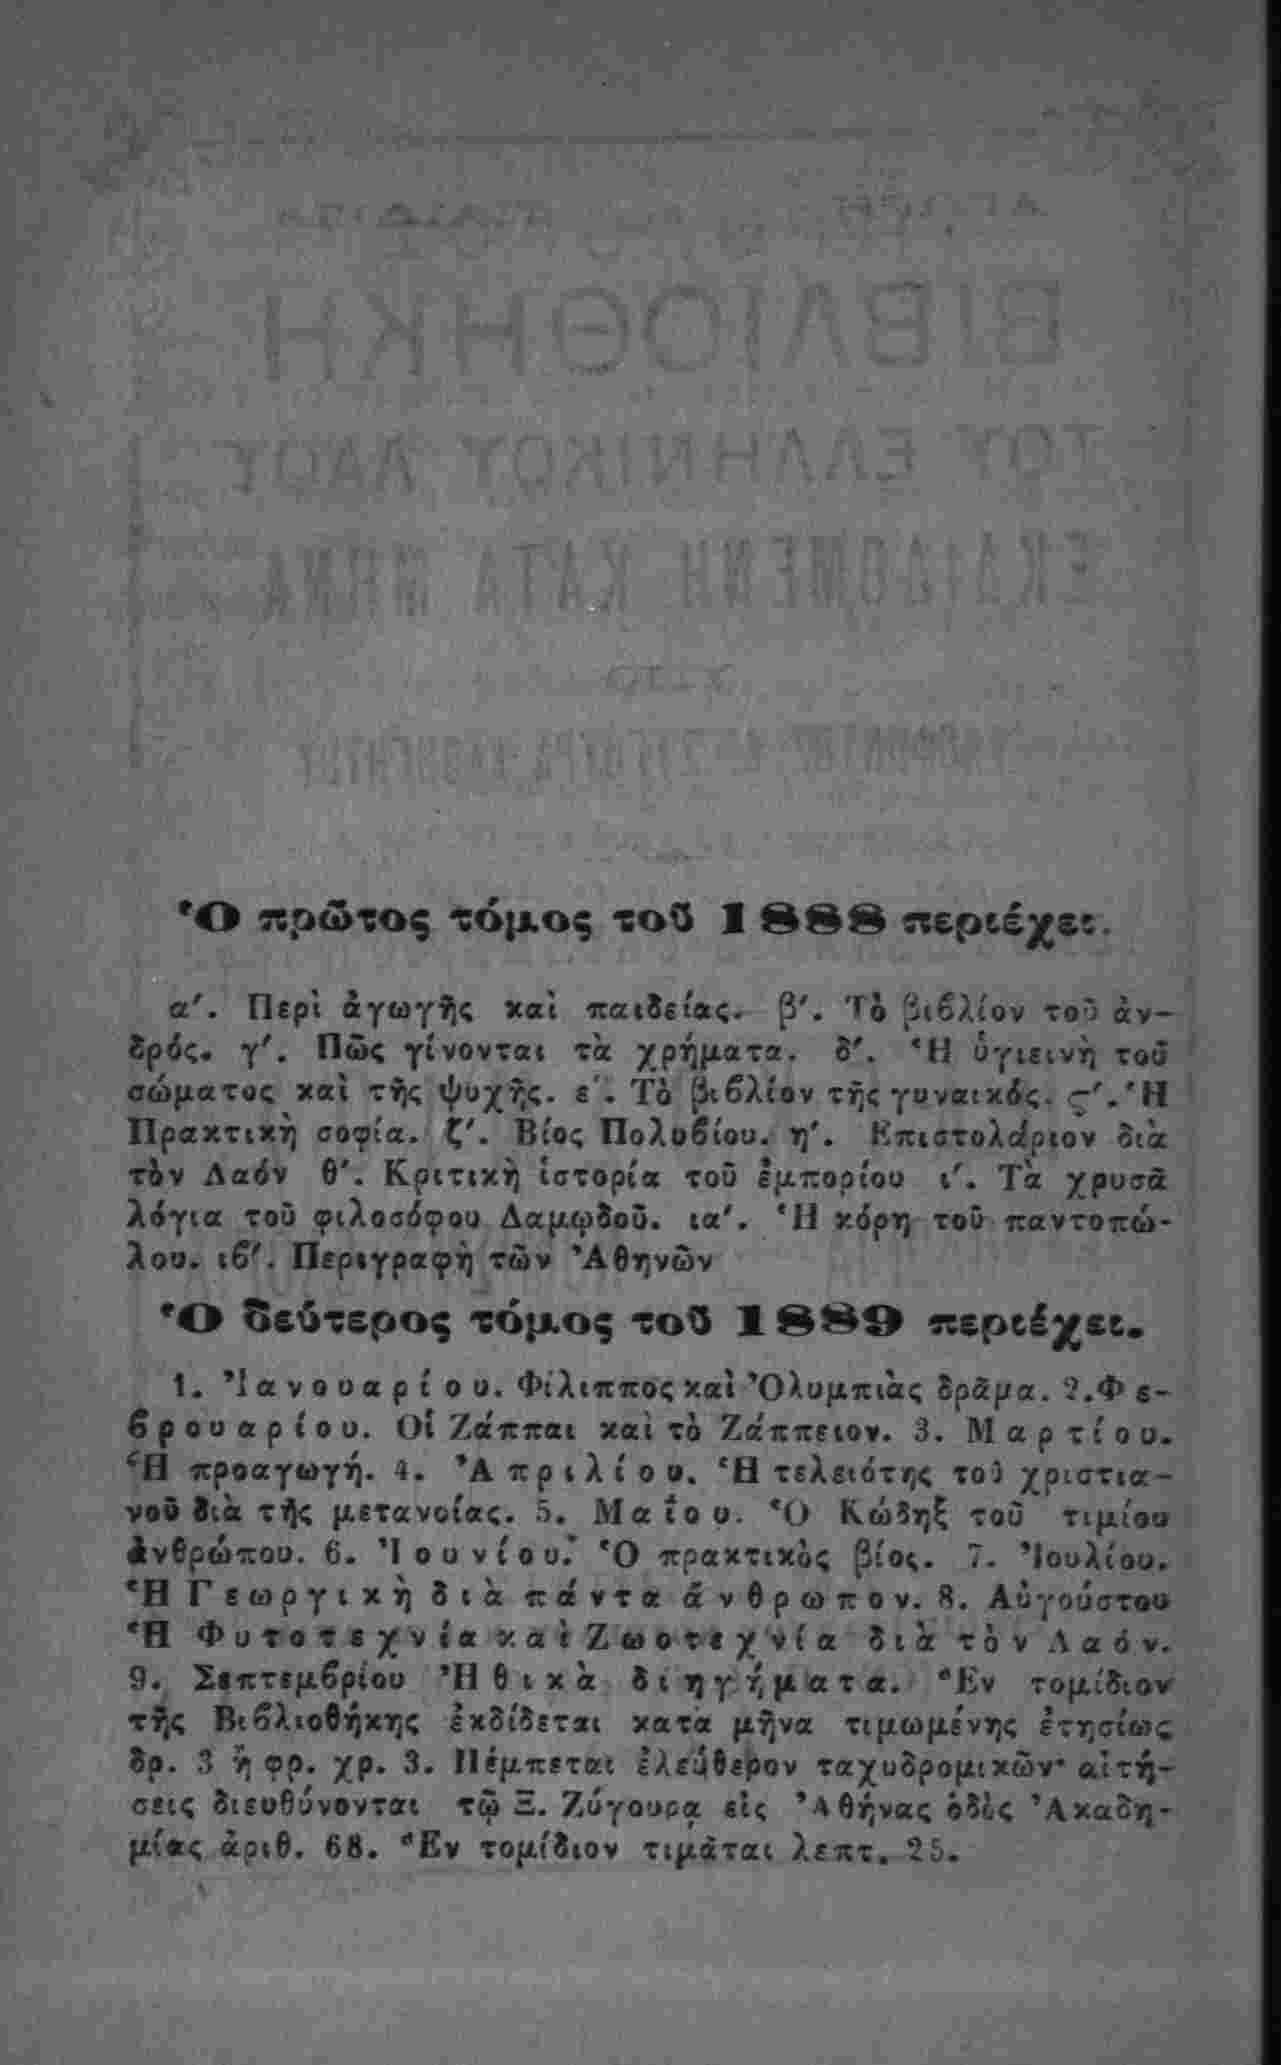 Ὁ πρῶτος τόμος τοῦ 1888 περιέχει.
α΄. Περὶ ἀγωγῆς καὶ παιδείας. β΄. Τὸ βιβλίον τοῦ ἀν-
δρός. γ΄. Πῶς γίνονται τὰ χρήματα. δ΄. Ἡ ὑγιεινὴ τοῦ
σώματος καὶ τῆς ψυχῆς. ε΄. Τὸ βιβλίον τῆς γυναικός. ς΄. Ἡ
Πρακτικὴ σοφία. ζ΄. Βίος Πολυβίου. η΄. Ἐπιστολάριον διὰ
τὸν Λαόν θ΄. Κριτικὴ ἱστορία τοῦ ἐμπορίου ι΄. Τὰ χρυσᾶ
λόγια τοῦ φιλοσόφου Δαμῳδοῦ. ια΄. Ἡ κόρη τοῦ παντοπώ-
λου. ιβ΄. Περιγραφὴ τῶν Ἀθηνῶν
Ὁ δεύτερος τόμος τοῦ 1889 περιέχει.
1. Ἰανουαρίου. Φίλιππος καὶ Ὀλυμπιὰς δρᾶμα. 2. Φε-
βρουαρίου. Οἱ Ζάππαι καὶ τὸ Ζάππειον. 3. Μαρτίου.
Ἡ προαγωγή. 4. Ἀπριλίου. Ἡ τελειότης τοῦ χριστια-
νοῦ διὰ τῆς μετανοίας. 5. Μαΐου. Ὁ Κώδηξ τοῦ τιμίου
ἀνθρώπου. 6. Ἰουνίου. Ὁ πρακτικὸς βίος. 7. Ἰουλίου.
Ἡ Γεωργικὴ διὰ πάντα ἄνθρωπον. 8. Αὐγούστου
Ἡ Φυτοτεχνία καὶ Ζωοτεχνία διὰ τὸν Λαόν.
9. Σεπτεμβρίου Ἠθικὰ διηγήματα. Ἓν τομίδιον
τῆς Βιβλιοθήκης ἐκδίδεται κατὰ μῆνα τιμωμένης ἐτησίως
δρ. 3 ἢ φρ. χρ. 3. Πέμπεται ἐλεύθερον ταχυδρομικῶν· αἰτή-
σεις διευθύνονται τῷ Ξ. Ζύγουρᾳ εἰς Ἀθήνας ὁδὸς Ἀκαδη-
μίας ἀριθ. 68. Ἓν τομίδιον τιμᾶται λεπτ. 25.